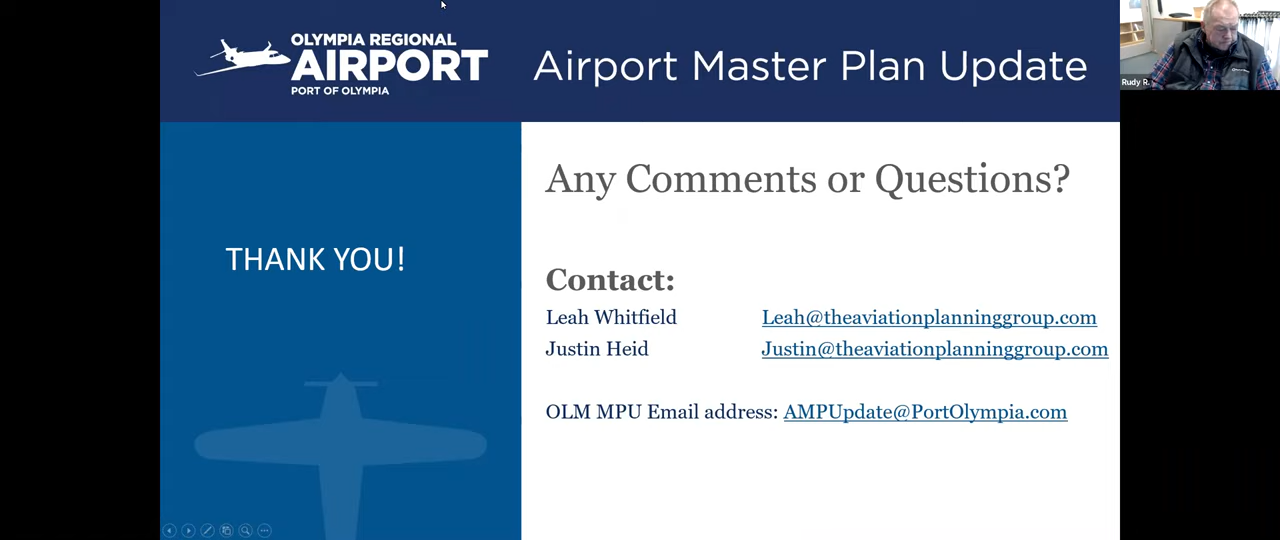 OLYMPIA REGIONAL
AIRPORT
PORT OF OLYMPIA
Airport Master Plan Update
Rudy R.
THANK YOU!
Any Comments or Questions?
Contact:
Leah Whitfield Leah@theaviationplanninggroup.com
Justin Heid Justin@theaviationplanninggroup.com
OLM MPU Email address: AMPUpdate@PortOlympia.com